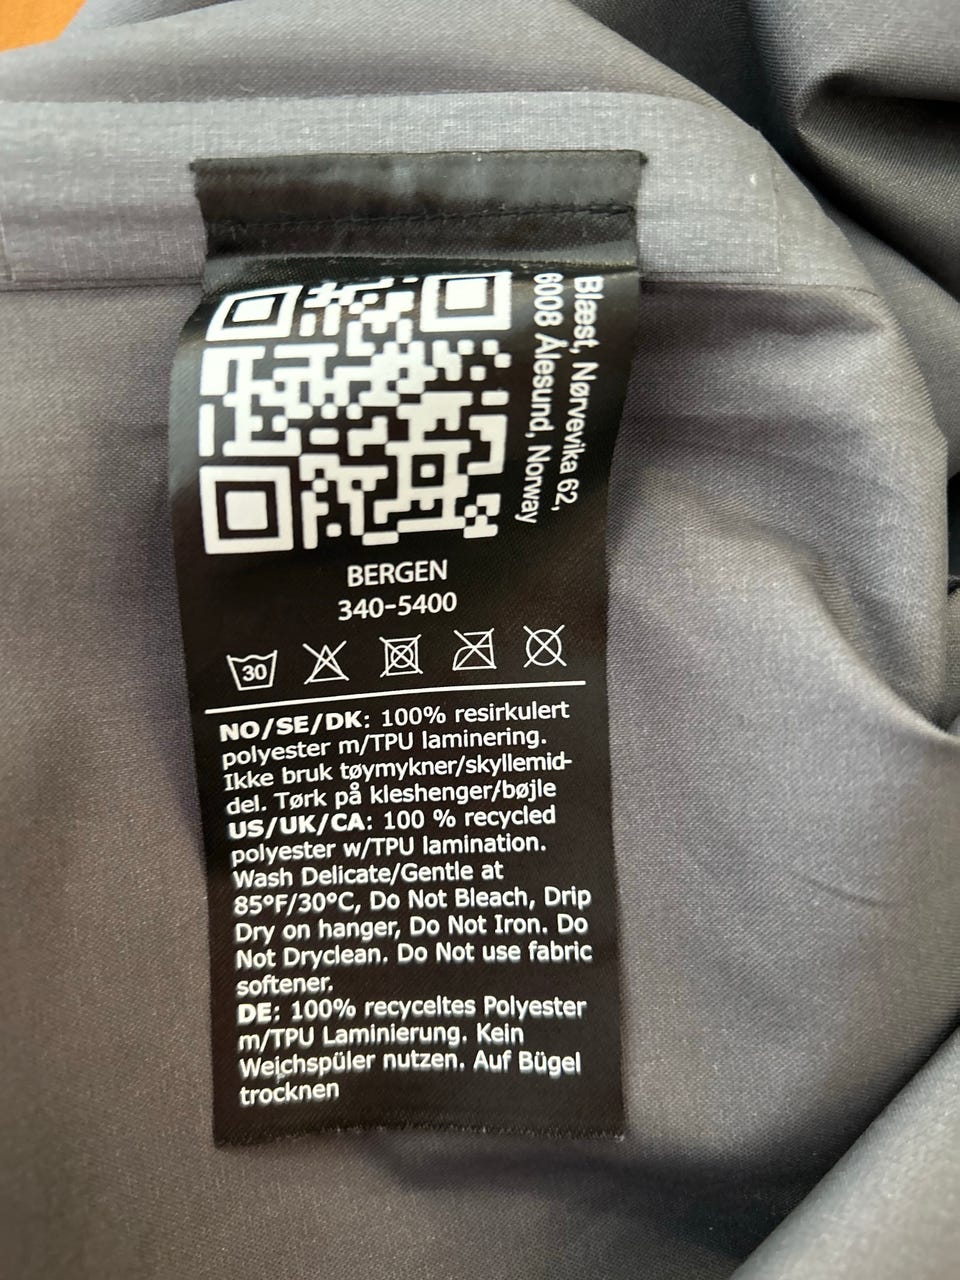 Blæst, Nørvevika 62,
6008 Ålesund, Norway
BERGEN
340-5400
30
NO/SE/DK: 100% resirkulert
polyester m/TPU laminering.
Ikke bruk tøymykner/skyllemid-
del. Tørk på kleshenger/bøjle
US/UK/CA: 100 % recycled
polyester w/TPU lamination.
Wash Delicate/Gentle at
85°F/30°C, Do Not Bleach, Drip
Dry on hanger, Do Not Iron. Do
Not Dryclean. Do Not use fabric
softener.
DE: 100% recyceltes Polyester
m/TPU Laminierung. Kein
Weichspüler nutzen. Auf Bügel
trocknen